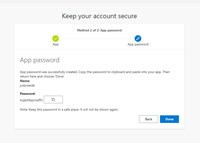 Keep your account secure
Method 2 of 2: App password
App
App password
App password
App password was successfully created. Copy the password to clipboard and paste into your app. Then
return here and choose 'Done'.
Name:
Password:
Note: Keep this password in a safe place. It will not be shown again.
Back
Done